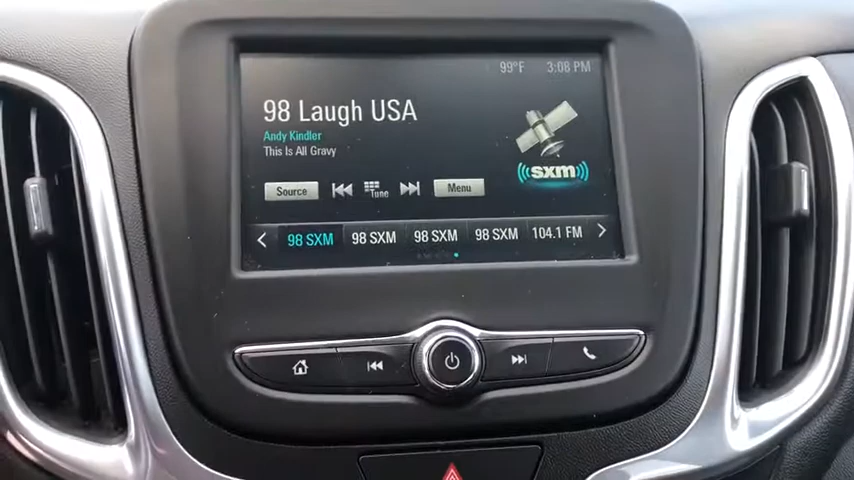 99°F 3:08 PM
98 Laugh USA
Andy Kindler
This Is All Gravy
sxm
Source Tune Menu
98 SXM 98 SXM 98 SXM 98 SXM 104.1 FM